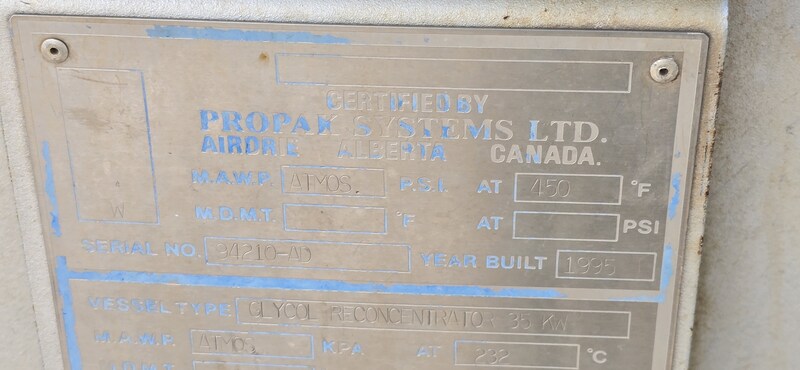 CERTIFIED BY
PROPAK SYSTEMS LTD.
AIRDRIE ALBERTA CANADA.
M.A.W.P. ATMOS. P.S.I. AT 450 °F
W M.D.M.T. °F AT PSI
SERIAL NO. 94210-AD YEAR BUILT 1995
VESSEL TYPE GLYCOL RECONCENTRATOR 35 KW
M.A.W.P. ATMOS KPA AT 232 °C